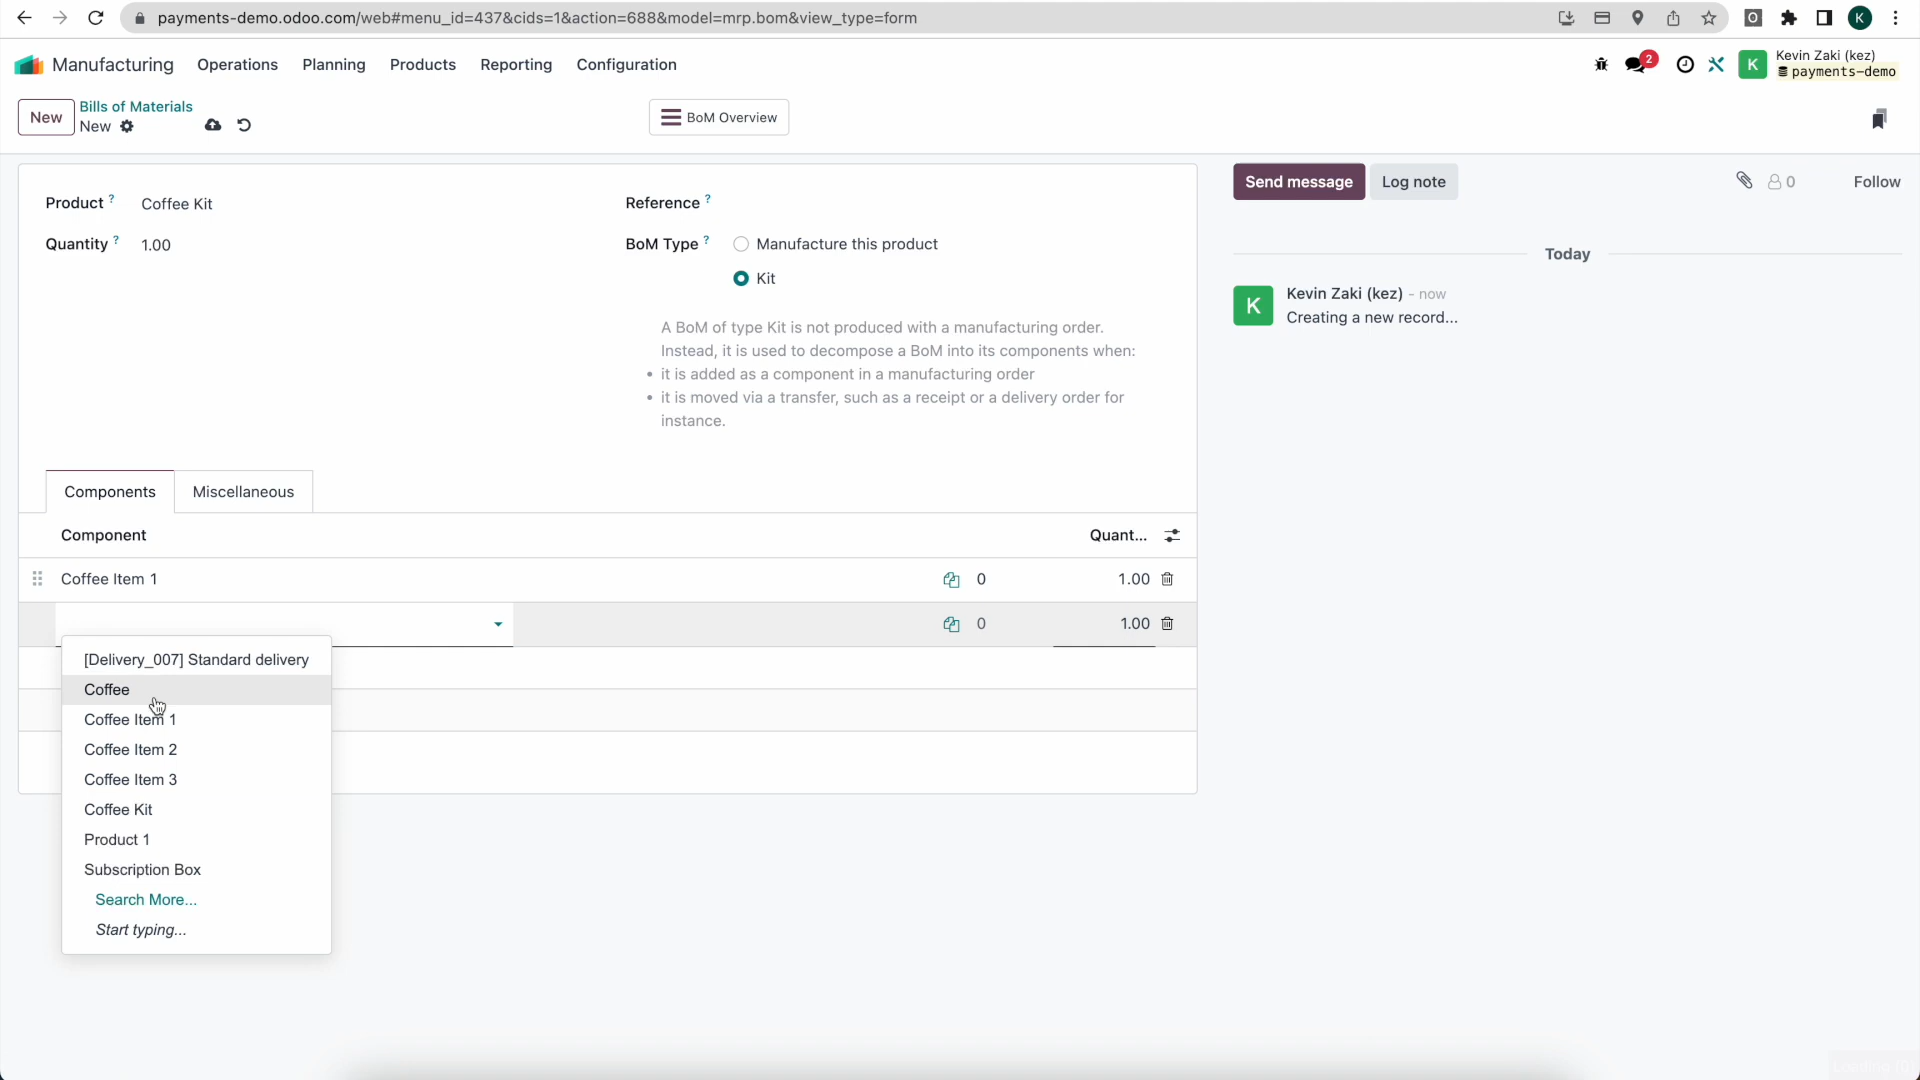 payments-demo.odoo.com/web#menu_id=437&cids=1&action=688&model=mrp.bom&view_type=form
K
Manufacturing Operations Planning Products Reporting Configuration
2
K
Kevin Zaki (kez)
payments-demo
New
Bills of Materials
New
BoM Overview
Product ? Coffee Kit
Quantity ? 1.00
Reference ?
BoM Type ? Manufacture this product
Kit
A BoM of type Kit is not produced with a manufacturing order.
Instead, it is used to decompose a BoM into its components when:
• it is added as a component in a manufacturing order
• it is moved via a transfer, such as a receipt or a delivery order for
instance.
Components Miscellaneous
Component Quant...
Coffee Item 1 0 1.00
0 1.00
[Delivery_007] Standard delivery
Coffee
Coffee Item 1
Coffee Item 2
Coffee Item 3
Coffee Kit
Product 1
Subscription Box
Search More...
Start typing...
Send message Log note 0 Follow
Today
K
Kevin Zaki (kez) - now
Creating a new record...